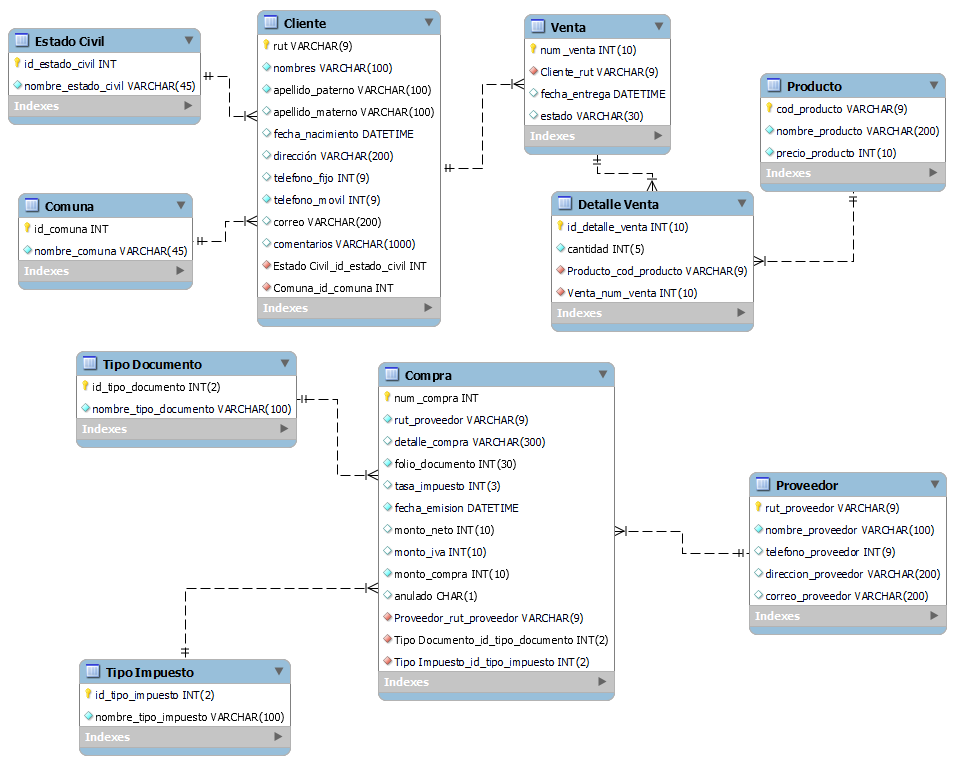 Estado Civil
id_estado_civil INT
nombre_estado_civil VARCHAR(45)
Indexes
Cliente
rut VARCHAR(9)
nombres VARCHAR(100)
apellido_paterno VARCHAR(100)
apellido_materno VARCHAR(100)
fecha_nacimiento DATETIME
dirección VARCHAR(200)
telefono_fijo INT(9)
telefono_movil INT(9)
correo VARCHAR(200)
comentarios VARCHAR(1000)
Estado Civil_id_estado_civil INT
Comuna_id_comuna INT
Indexes
Venta
num_venta INT(10)
Cliente_rut VARCHAR(9)
fecha_entrega DATETIME
estado VARCHAR(30)
Indexes
Producto
cod_producto VARCHAR(9)
nombre_producto VARCHAR(200)
precio_producto INT(10)
Indexes
Comuna
id_comuna INT
nombre_comuna VARCHAR(45)
Indexes
Detalle Venta
id_detalle_venta INT(10)
cantidad INT(5)
Producto_cod_producto VARCHAR(9)
Venta_num_venta INT(10)
Indexes
Tipo Documento
id_tipo_documento INT(2)
nombre_tipo_documento VARCHAR(100)
Indexes
Compra
num_compra INT
rut_proveedor VARCHAR(9)
detalle_compra VARCHAR(300)
folio_documento INT(30)
tasa_impuesto INT(3)
fecha_emision DATETIME
monto_neto INT(10)
monto_iva INT(10)
monto_compra INT(10)
anulado CHAR(1)
Proveedor_rut_proveedor VARCHAR(9)
Tipo Documento_id_tipo_documento INT(2)
Tipo Impuesto_id_tipo_impuesto INT(2)
Indexes
Proveedor
rut_proveedor VARCHAR(9)
nombre_proveedor VARCHAR(100)
telefono_proveedor INT(9)
direccion_proveedor VARCHAR(200)
correo_proveedor VARCHAR(200)
Indexes
Tipo Impuesto
id_tipo_impuesto INT(2)
nombre_tipo_impuesto VARCHAR(100)
Indexes